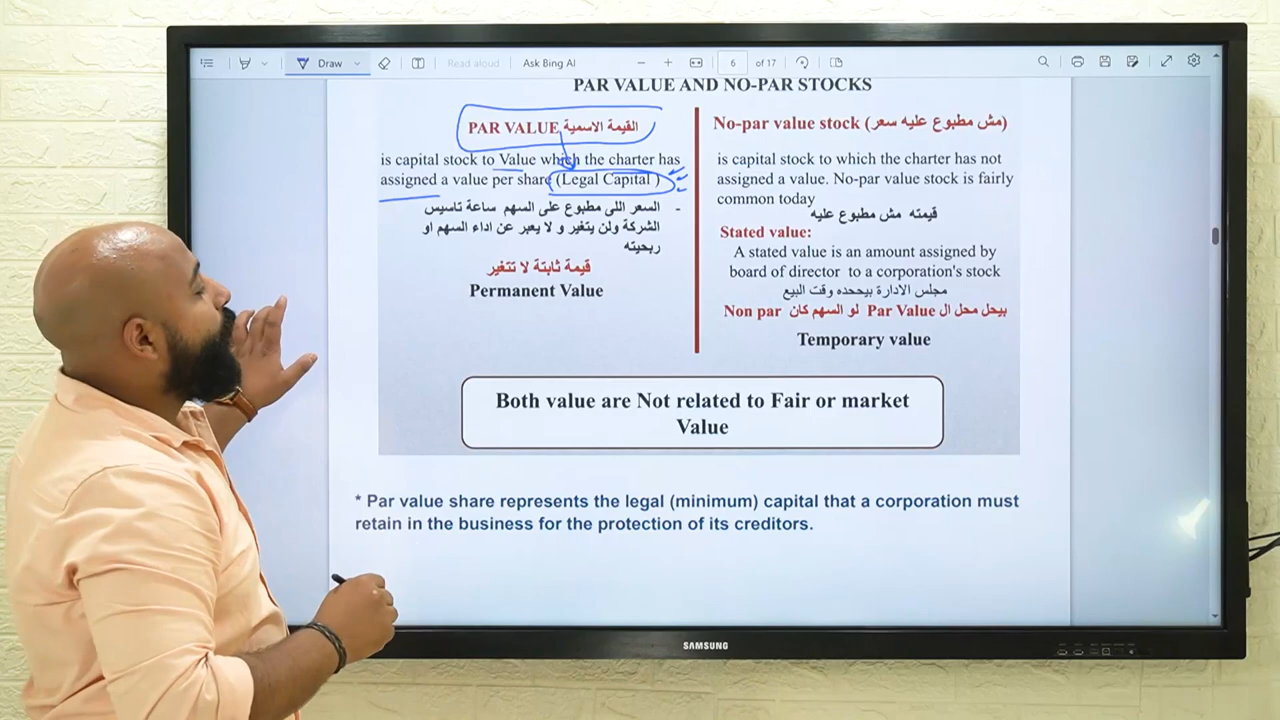 Draw
Read aloud
Ask Bing AI
6
of 17
PAR VALUE AND NO-PAR STOCKS
PAR VALUE القيمة الاسمية
is capital stock to Value which the charter has
assigned a value per share (Legal Capital )
- السعر اللى مطبوع على السهم ساعة تاسيس
الشركة ولن يتغير و لا يعبر عن اداء السهم او
ربحيته
قيمة ثابتة لا تتغير
Permanent Value
No-par value stock (مش مطبوع عليه سعر)
is capital stock to which the charter has not
assigned a value. No-par value stock is fairly
common today
قيمته مش مطبوع عليه
Stated value:
A stated value is an amount assigned by
board of director to a corporation's stock
مجلس الادارة بيحدده وقت البيع
بيحل محل ال Par Value لو السهم كان Non par
Temporary value
Both value are Not related to Fair or market
Value
* Par value share represents the legal (minimum) capital that a corporation must
retain in the business for the protection of its creditors.
SAMSUNG